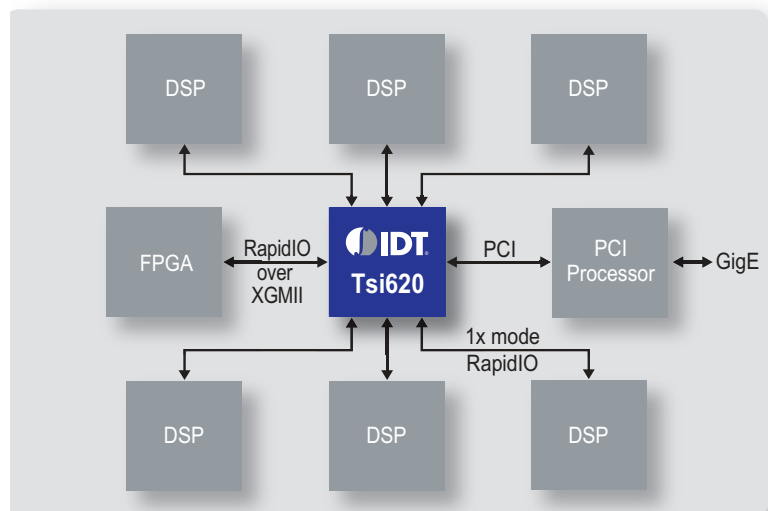 DSP
DSP
DSP
FPGA
RapidIO
over
XGMII
IDT
Tsi620
PCI
PCI
Processor
GigE
1x mode
RapidIO
DSP
DSP
DSP